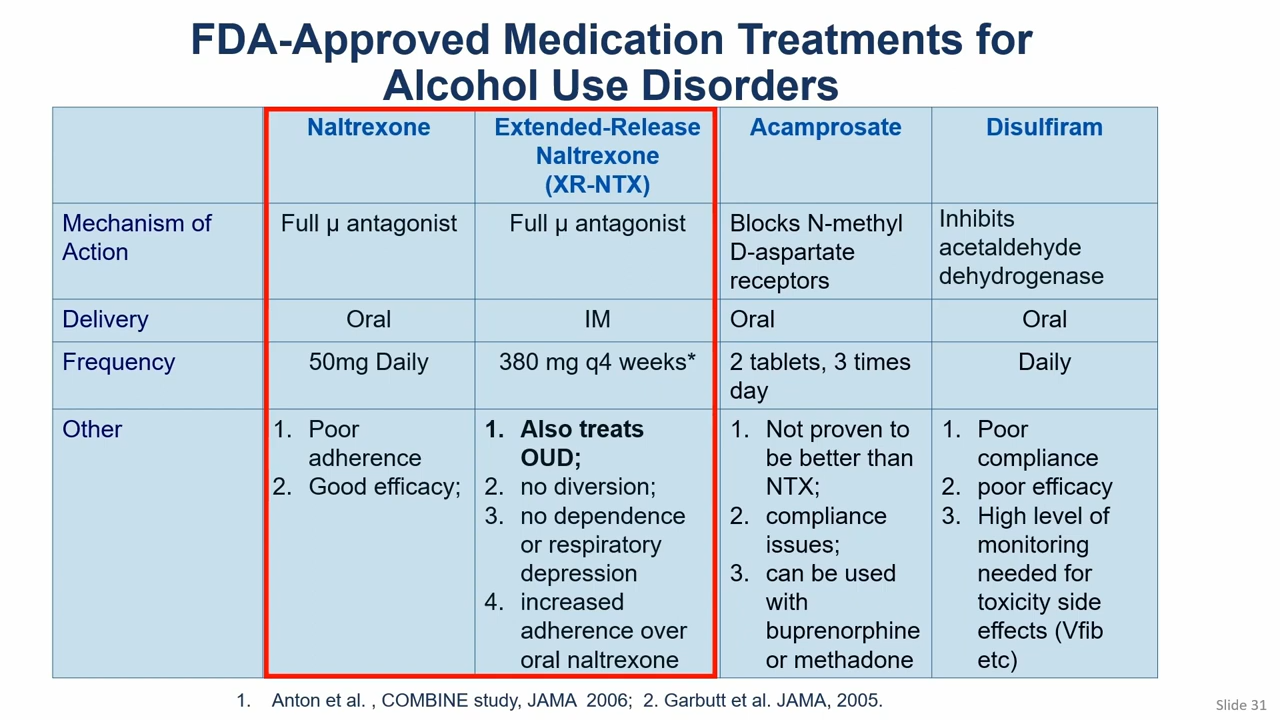 FDA-Approved Medication Treatments for
Alcohol Use Disorders
Naltrexone
Extended-Release
Naltrexone
(XR-NTX)
Acamprosate
Disulfiram
Mechanism of
Action
Full μ antagonist
Full μ antagonist
Blocks N-methyl
D-aspartate
receptors
Inhibits
acetaldehyde
dehydrogenase
Delivery
Oral
IM
Oral
Oral
Frequency
50mg Daily
380 mg q4 weeks*
2 tablets, 3 times
day
Daily
Other
1. Poor
adherence
2. Good efficacy;
1. Also treats
OUD;
2. no diversion;
3. no dependence
or respiratory
depression
4. increased
adherence over
oral naltrexone
1. Not proven to
be better than
NTX;
2. compliance
issues;
3. can be used
with
buprenorphine
or methadone
1. Poor
compliance
2. poor efficacy
3. High level of
monitoring
needed for
toxicity side
effects (Vfib
etc)
1. Anton et al. , COMBINE study, JAMA 2006; 2. Garbutt et al. JAMA, 2005.
Slide 31